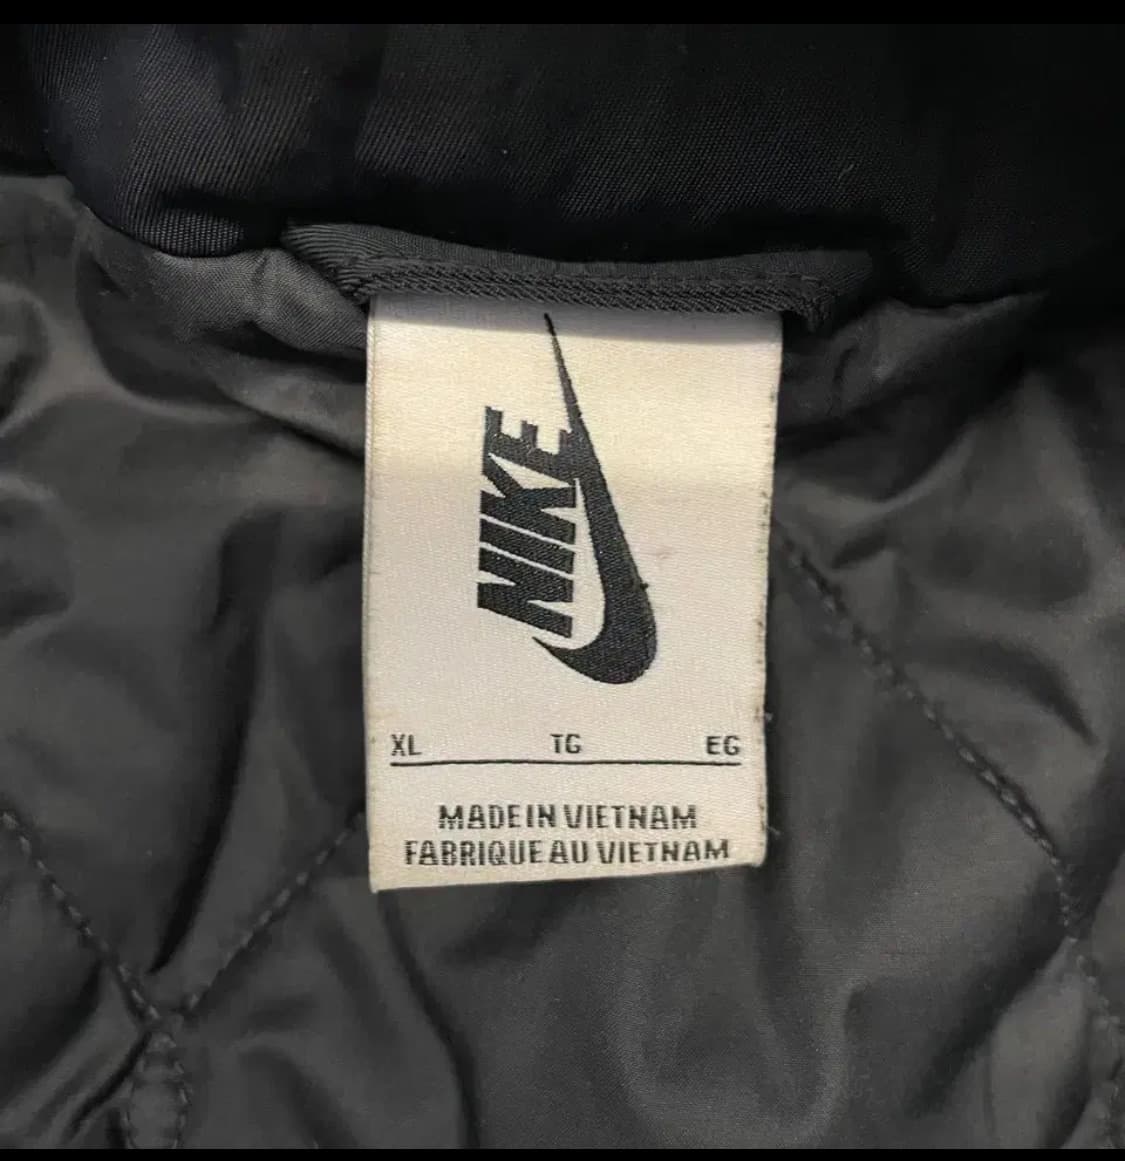 NIKE
XL TG EG
MADE IN VIETNAM
FABRIQUE AU VIETNAM